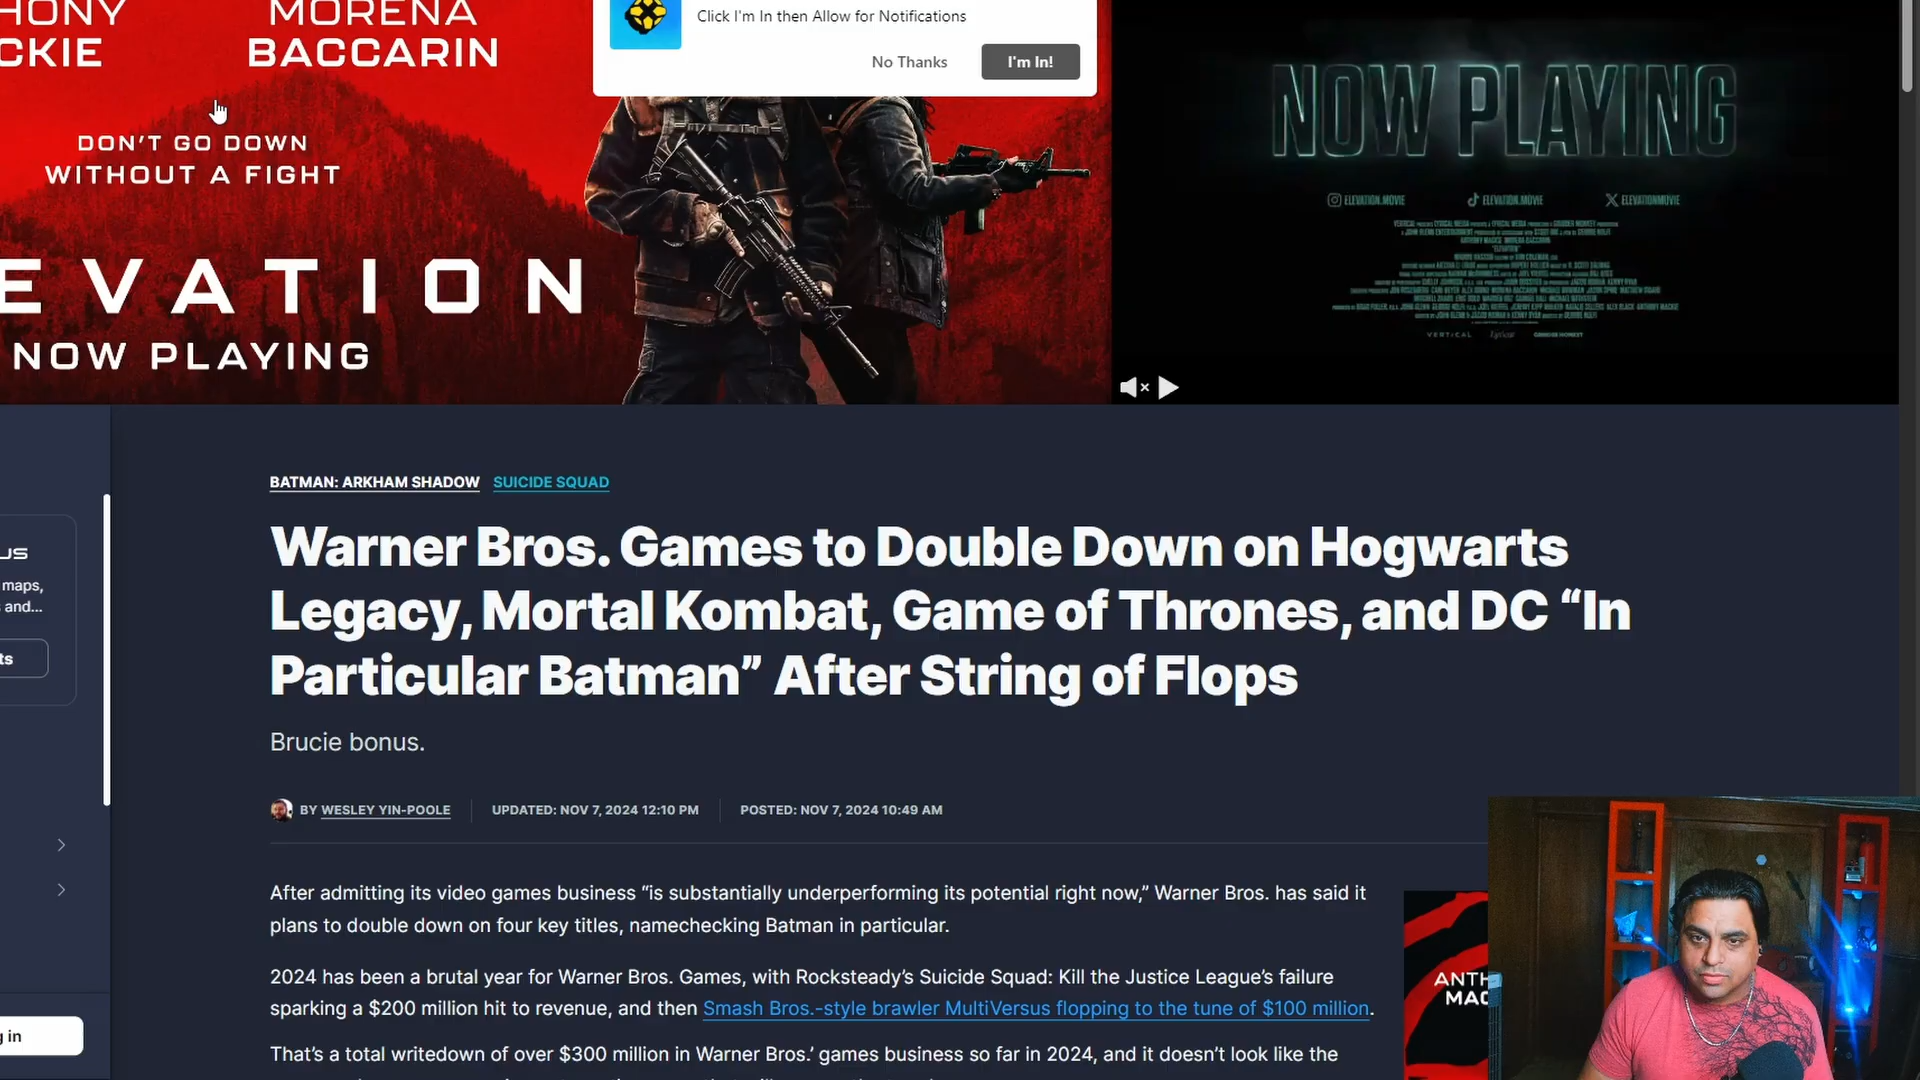 HONY
CKIE
MORENA
BACCARIN
DON'T GO DOWN
WITHOUT A FIGHT
EVATION
NOW PLAYING
Click I'm In then Allow for Notifications
No Thanks
I'm In!
NOW PLAYING
ELEVATION.MOVIE
ELEVATION.MOVIE
ELEVATIONMOVIE
VERTICAL
US
maps,
and...
ts
g in
BATMAN: ARKHAM SHADOW SUICIDE SQUAD
Warner Bros. Games to Double Down on Hogwarts
Legacy, Mortal Kombat, Game of Thrones, and DC “In
Particular Batman” After String of Flops
Brucie bonus.
BY WESLEY YIN-POOLE UPDATED: NOV 7, 2024 12:10 PM POSTED: NOV 7, 2024 10:49 AM
After admitting its video games business “is substantially underperforming its potential right now,” Warner Bros. has said it
plans to double down on four key titles, namechecking Batman in particular.
2024 has been a brutal year for Warner Bros. Games, with Rocksteady’s Suicide Squad: Kill the Justice League’s failure
sparking a $200 million hit to revenue, and then Smash Bros.-style brawler MultiVersus flopping to the tune of $100 million.
That’s a total writedown of over $300 million in Warner Bros.’ games business so far in 2024, and it doesn’t look like the
ANTH
MAC